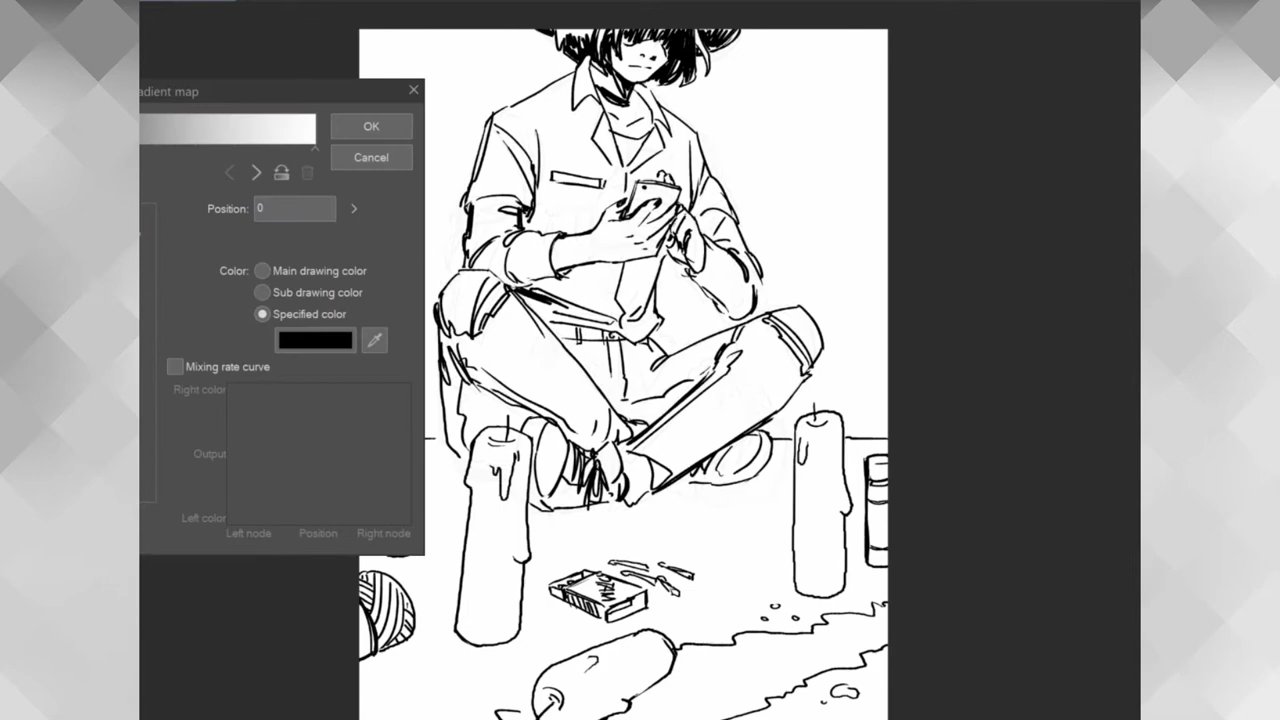 adient map
OK
Cancel
Position: 0
Color: Main drawing color
Sub drawing color
Specified color
Mixing rate curve
Right color
Output
Left color
Left node Position Right node